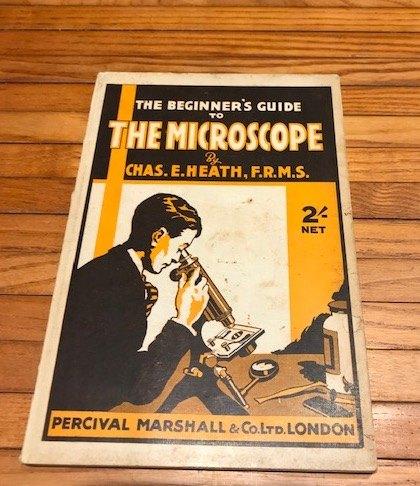 THE BEGINNER'S GUIDE
TO
THE MICROSCOPE
By
CHAS. E. HEATH, F.R.M.S.
2/-
NET
PERCIVAL MARSHALL & Co. LTD. LONDON